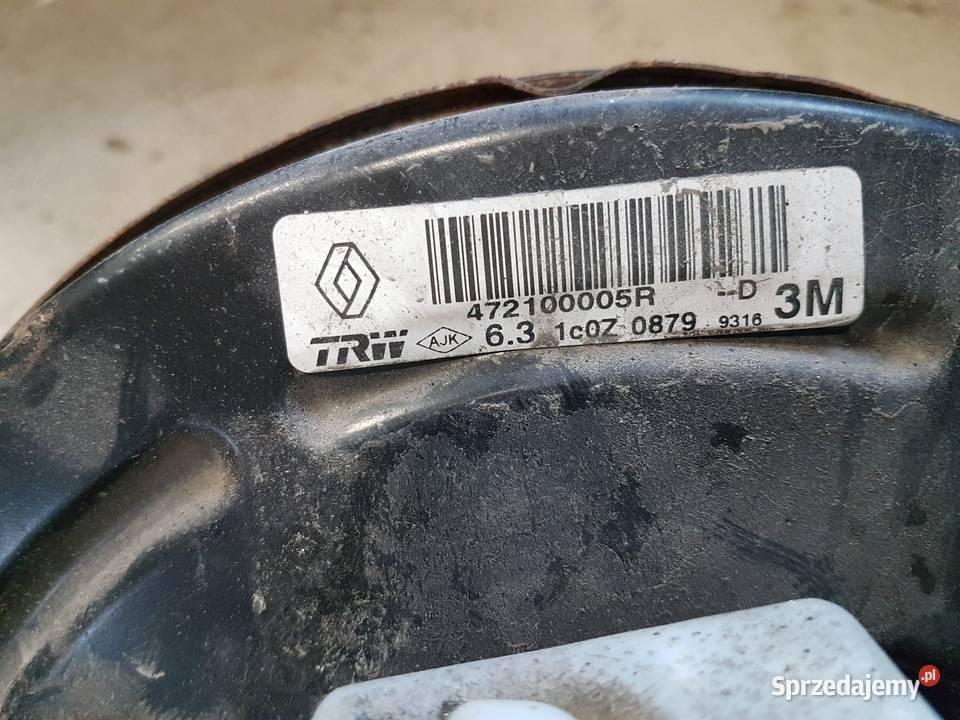 472100005R --D 3M
TRW AJK 6.3 1c0Z 0879 9316
Sprzedajemy.pl